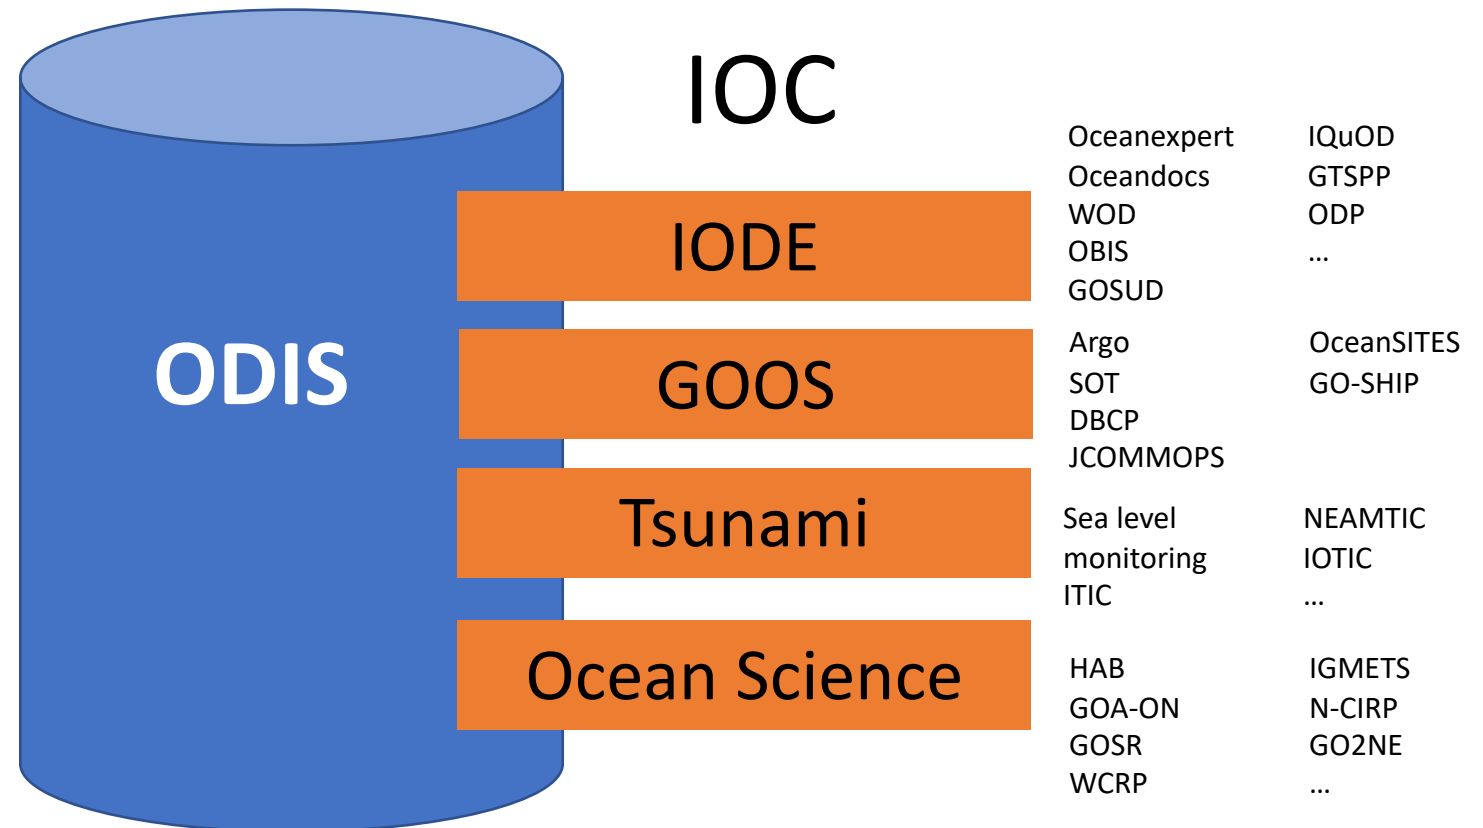 IOC
ODIS
IODE
Oceanexpert
Oceandocs
WOD
OBIS
GOSUD
IQuOD
GTSPP
ODP
...
GOOS
Argo
SOT
DBCP
JCOMMOPS
OceanSITES
GO-SHIP
Tsunami
Sea level
monitoring
ITIC
NEAMTIC
IOTIC
...
Ocean Science
HAB
GOA-ON
GOSR
WCRP
IGMETS
N-CIRP
GO2NE
...